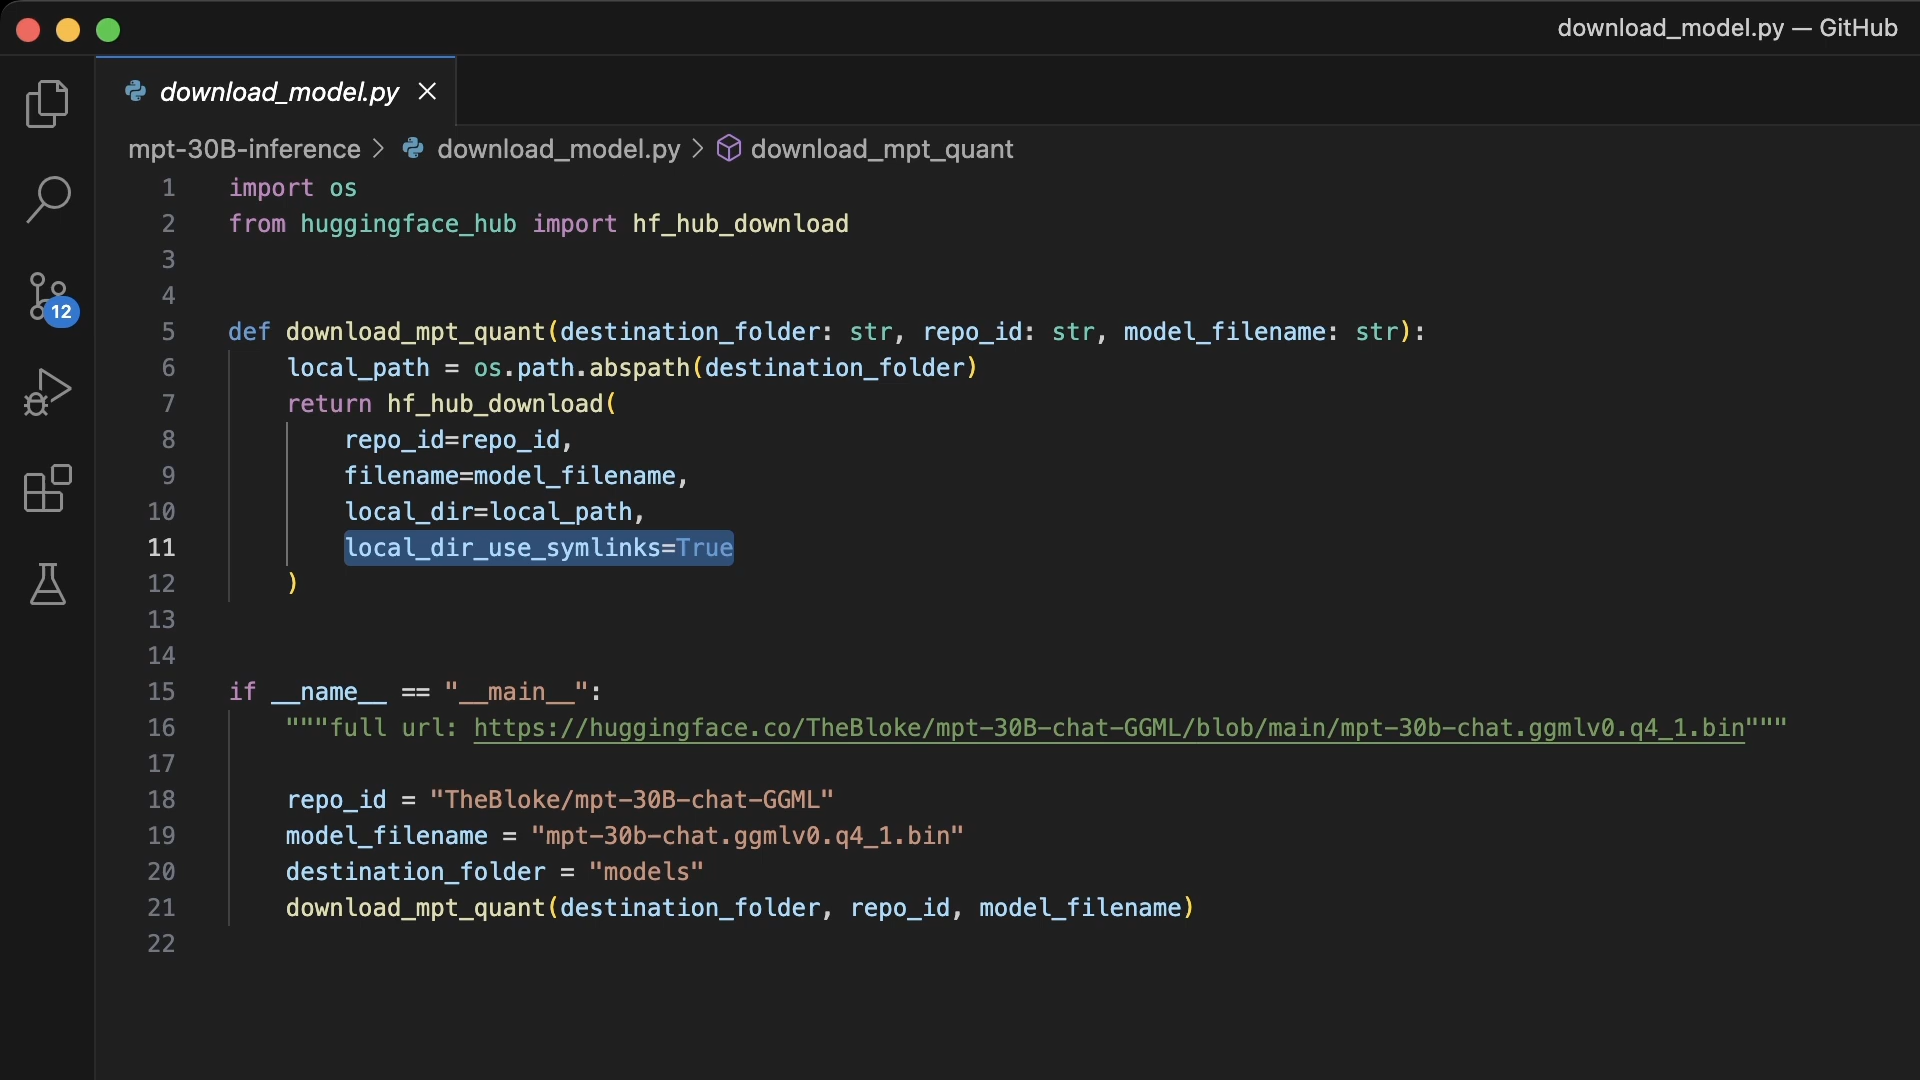 download_model.py — GitHub
download_model.py
mpt-30B-inference > download_model.py > download_mpt_quant
12
1 import os
2 from huggingface_hub import hf_hub_download
3
4
5 def download_mpt_quant(destination_folder: str, repo_id: str, model_filename: str):
6     local_path = os.path.abspath(destination_folder)
7     return hf_hub_download(
8         repo_id=repo_id,
9         filename=model_filename,
10         local_dir=local_path,
11         local_dir_use_symlinks=True
12     )
13
14
15 if __name__ == "__main__":
16     """full url: https://huggingface.co/TheBloke/mpt-30B-chat-GGML/blob/main/mpt-30b-chat.ggmlv0.q4_1.bin"""
17
18     repo_id = "TheBloke/mpt-30B-chat-GGML"
19     model_filename = "mpt-30b-chat.ggmlv0.q4_1.bin"
20     destination_folder = "models"
21     download_mpt_quant(destination_folder, repo_id, model_filename)
22